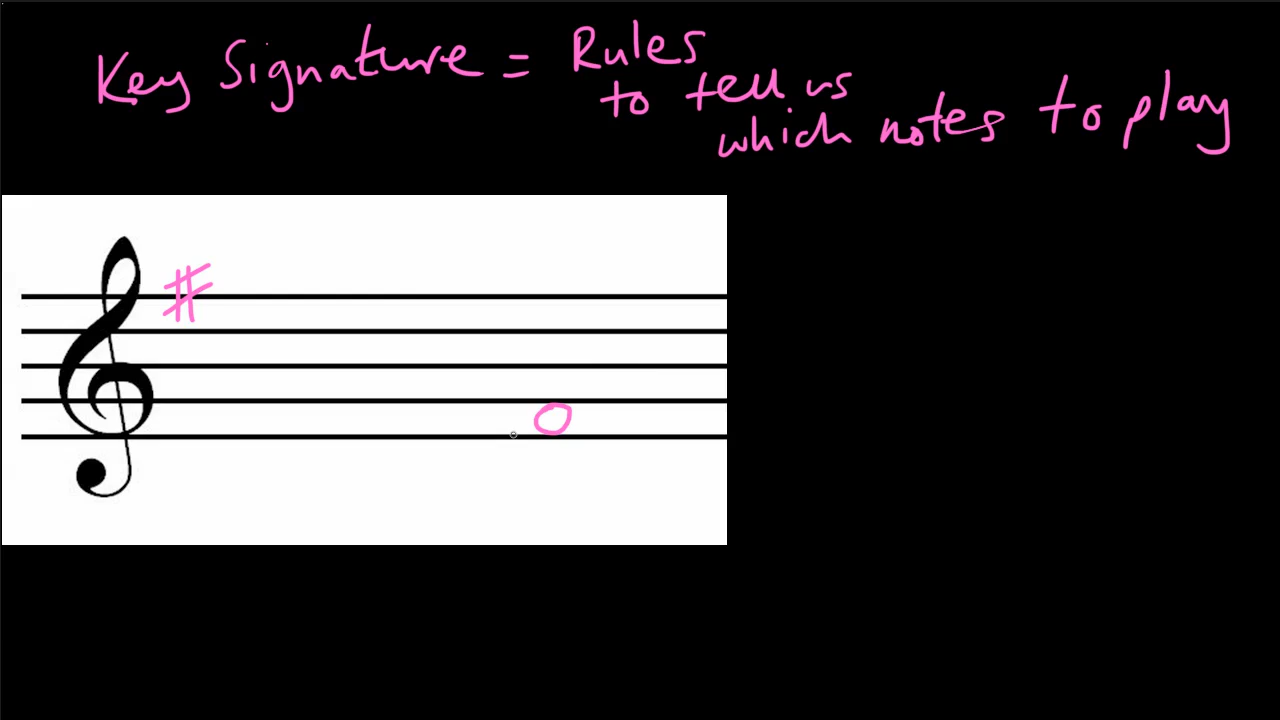 Key Signature = Rules
to tell us
which notes to play